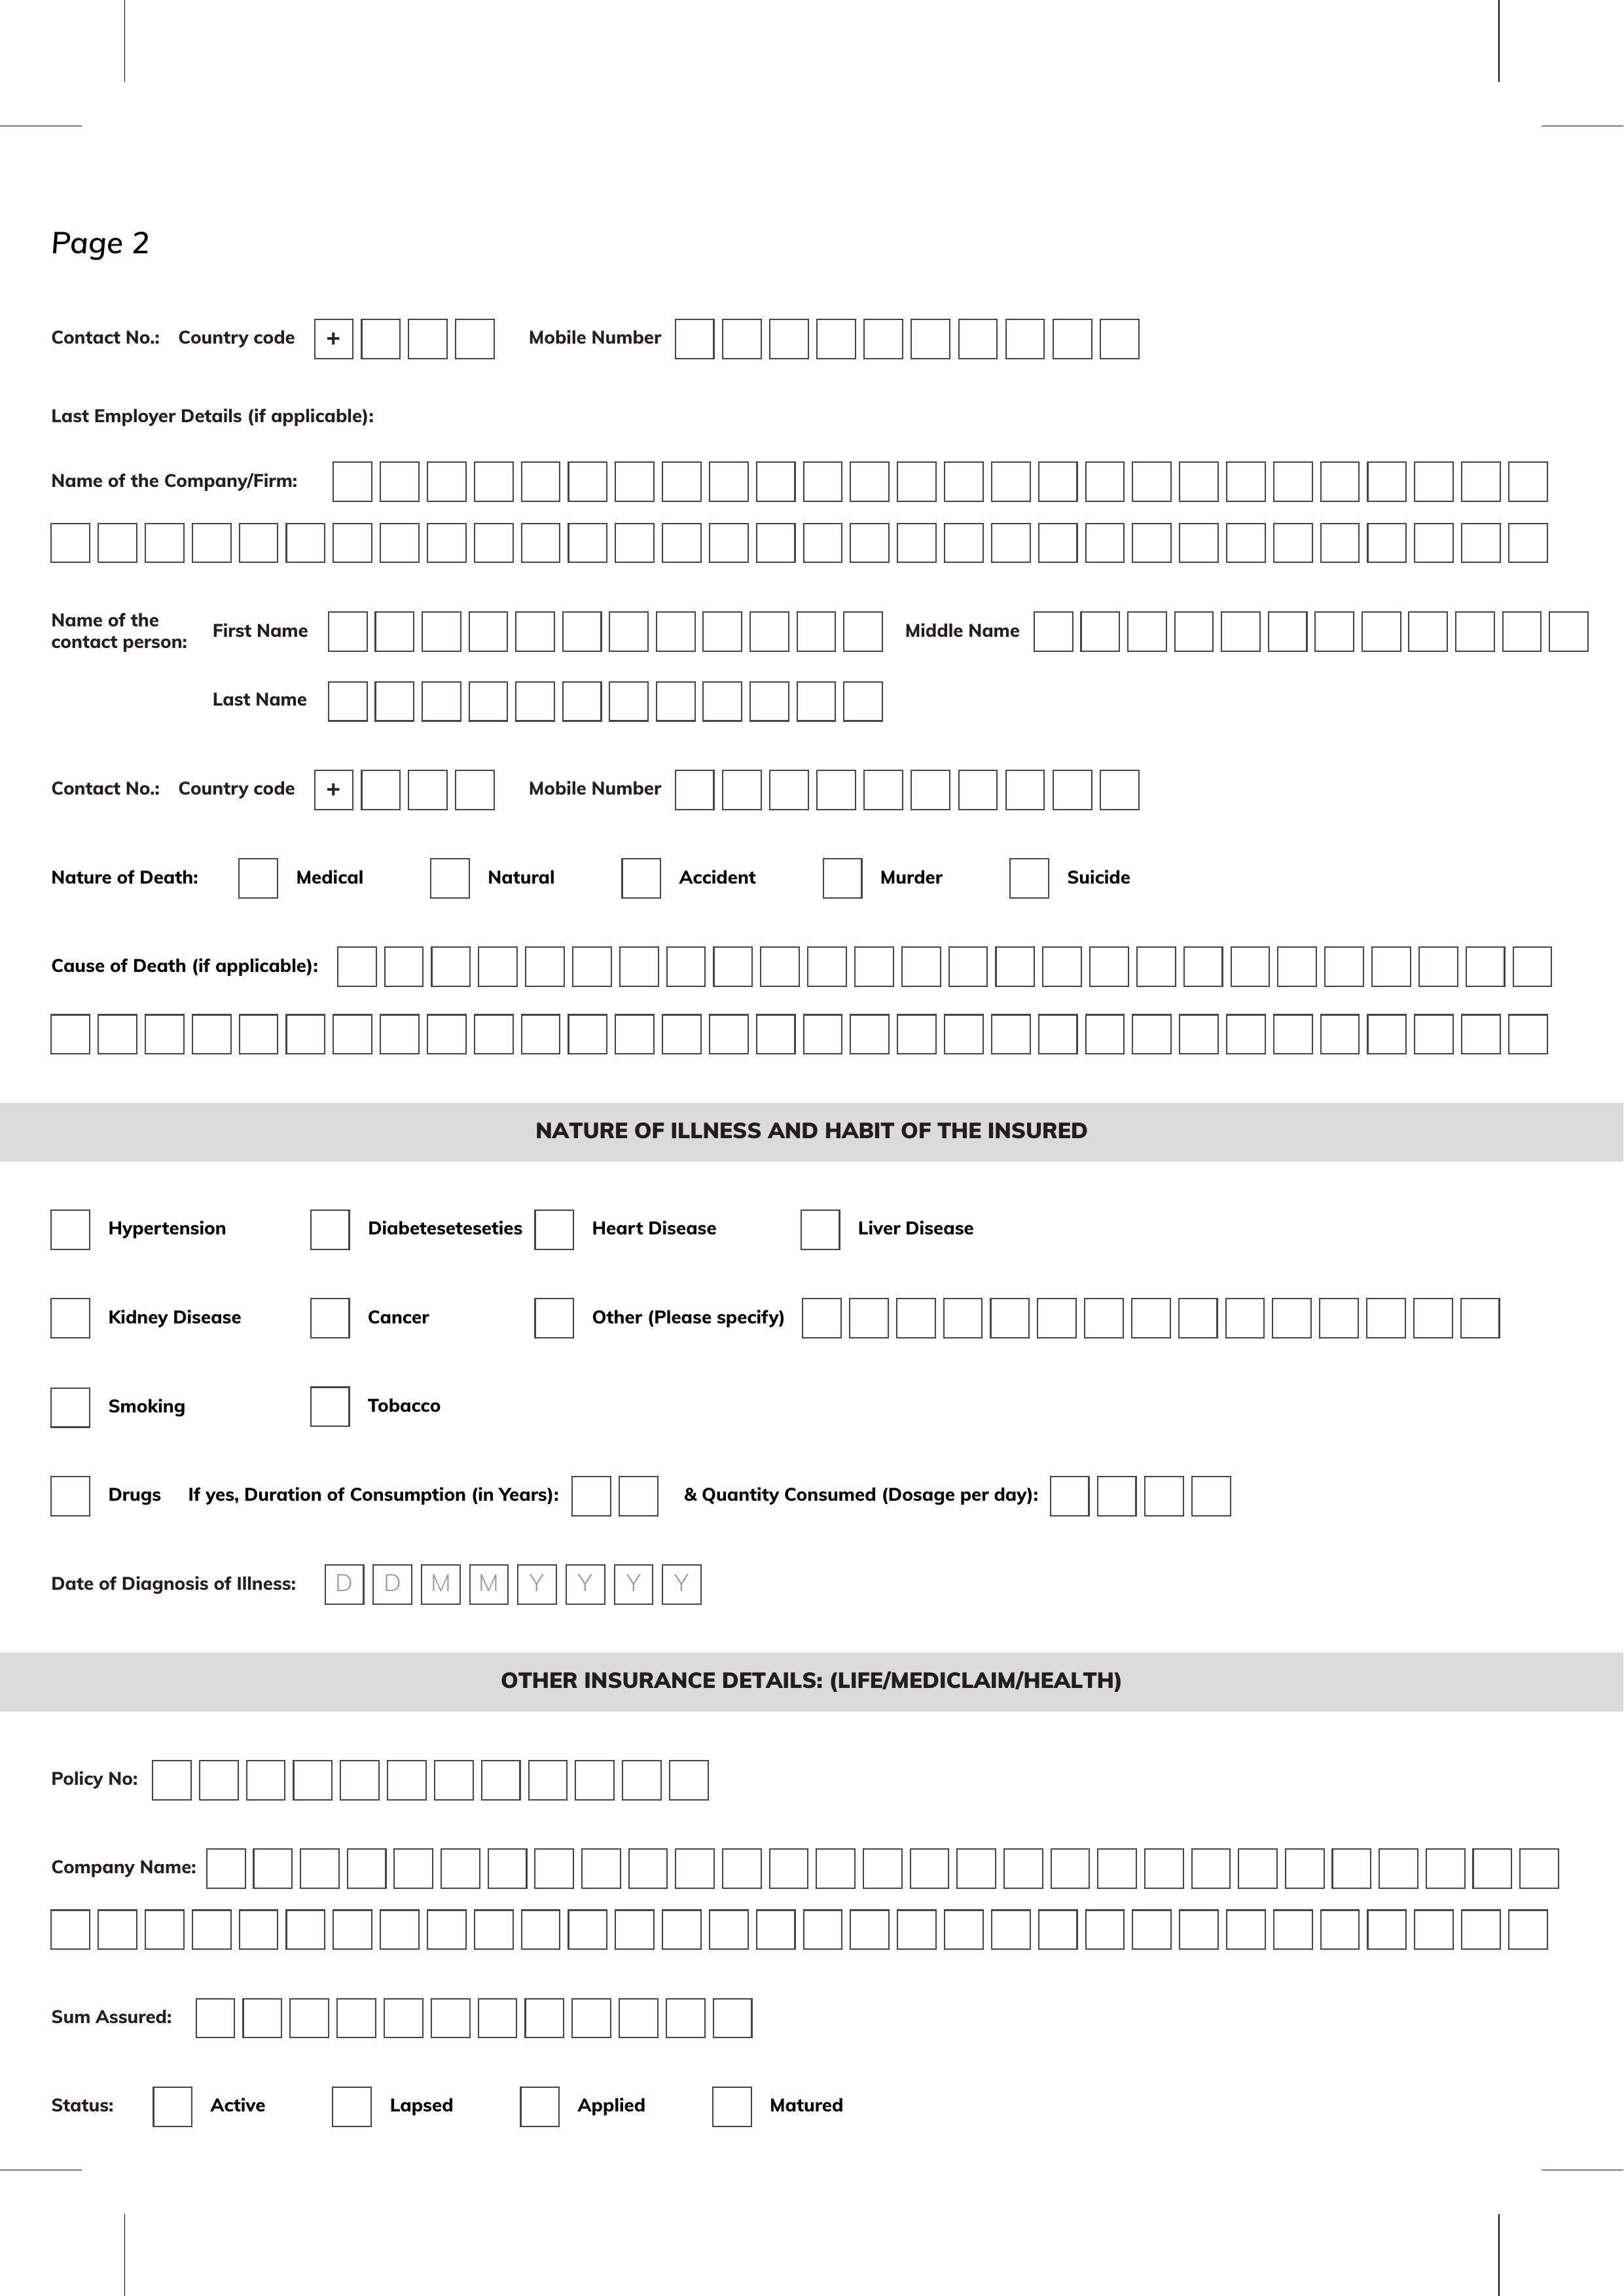 Page 2
Contact No.: Country code + Mobile Number
Last Employer Details (if applicable):
Name of the Company/Firm:
Name of the
contact person: First Name Middle Name
Last Name
Contact No.: Country code + Mobile Number
Nature of Death: Medical Natural Accident Murder Suicide
Cause of Death (if applicable):
NATURE OF ILLNESS AND HABIT OF THE INSURED
Hypertension Diabeteseteseties Heart Disease Liver Disease
Kidney Disease Cancer Other (Please specify)
Smoking Tobacco
Drugs If yes, Duration of Consumption (in Years): & Quantity Consumed (Dosage per day):
Date of Diagnosis of Illness: D D M M Y Y Y Y
OTHER INSURANCE DETAILS: (LIFE/MEDICLAIM/HEALTH)
Policy No:
Company Name:
Sum Assured:
Status: Active Lapsed Applied Matured